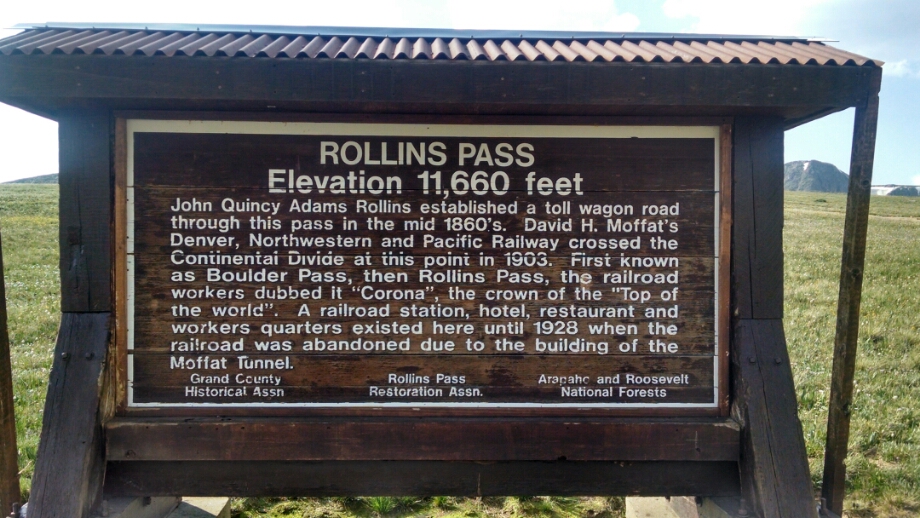 ROLLINS PASS
Elevation 11,660 feet
John Quincy Adams Rollins established a toll wagon road
through this pass in the mid 1860's. David H. Moffat's
Denver, Northwestern and Pacific Railway crossed the
Continental Divide at this point in 1903. First known
as Boulder Pass, then Rollins Pass, the railroad
workers dubbed it "Corona", the crown of the "Top of
the world". A railroad station, hotel, restaurant and
workers quarters existed here until 1928 when the
railroad was abandoned due to the building of the
Moffat Tunnel.
Grand County Rollins Pass Arapaho and Roosevelt
Historical Assn Restoration Assn. National Forests